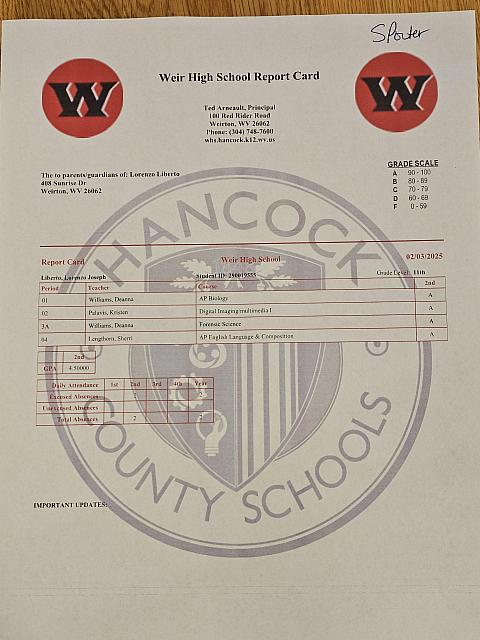 SPorter
W
W
Weir High School Report Card
Ted Arneault, Principal
100 Red Rider Road
Weirton, WV 26062
Phone: (304) 748-7600
whs.hancock.k12.wv.us
The to parents/guardians of: Lorenzo Liberto
408 Sunrise Dr
Weirton, WV 26062
GRADE SCALE
A 90 - 100
B 80 - 89
C 70 - 79
D 60 - 69
F 0 - 59
HANCOCK
Report Card Weir High School 02/03/2025
Liberto, Lorenzo Joseph Student ID: 290019555 Grade Level: 11th
Period Teacher Course 2nd
01 Williams, Deanna AP Biology A
02 Palavis, Kristen Digital Imaging/multimedia I A
3A Williams, Deanna Forensic Science A
04 Lengthorn, Sherri AP English Language & Composition A
2nd
GPA 4.50000
Daily Attendance 1st 2nd 3rd 4th Year
Excused Absences 2 2
Unexcused Absences
Total Absences 2 2
COUNTY SCHOOLS
IMPORTANT UPDATES: